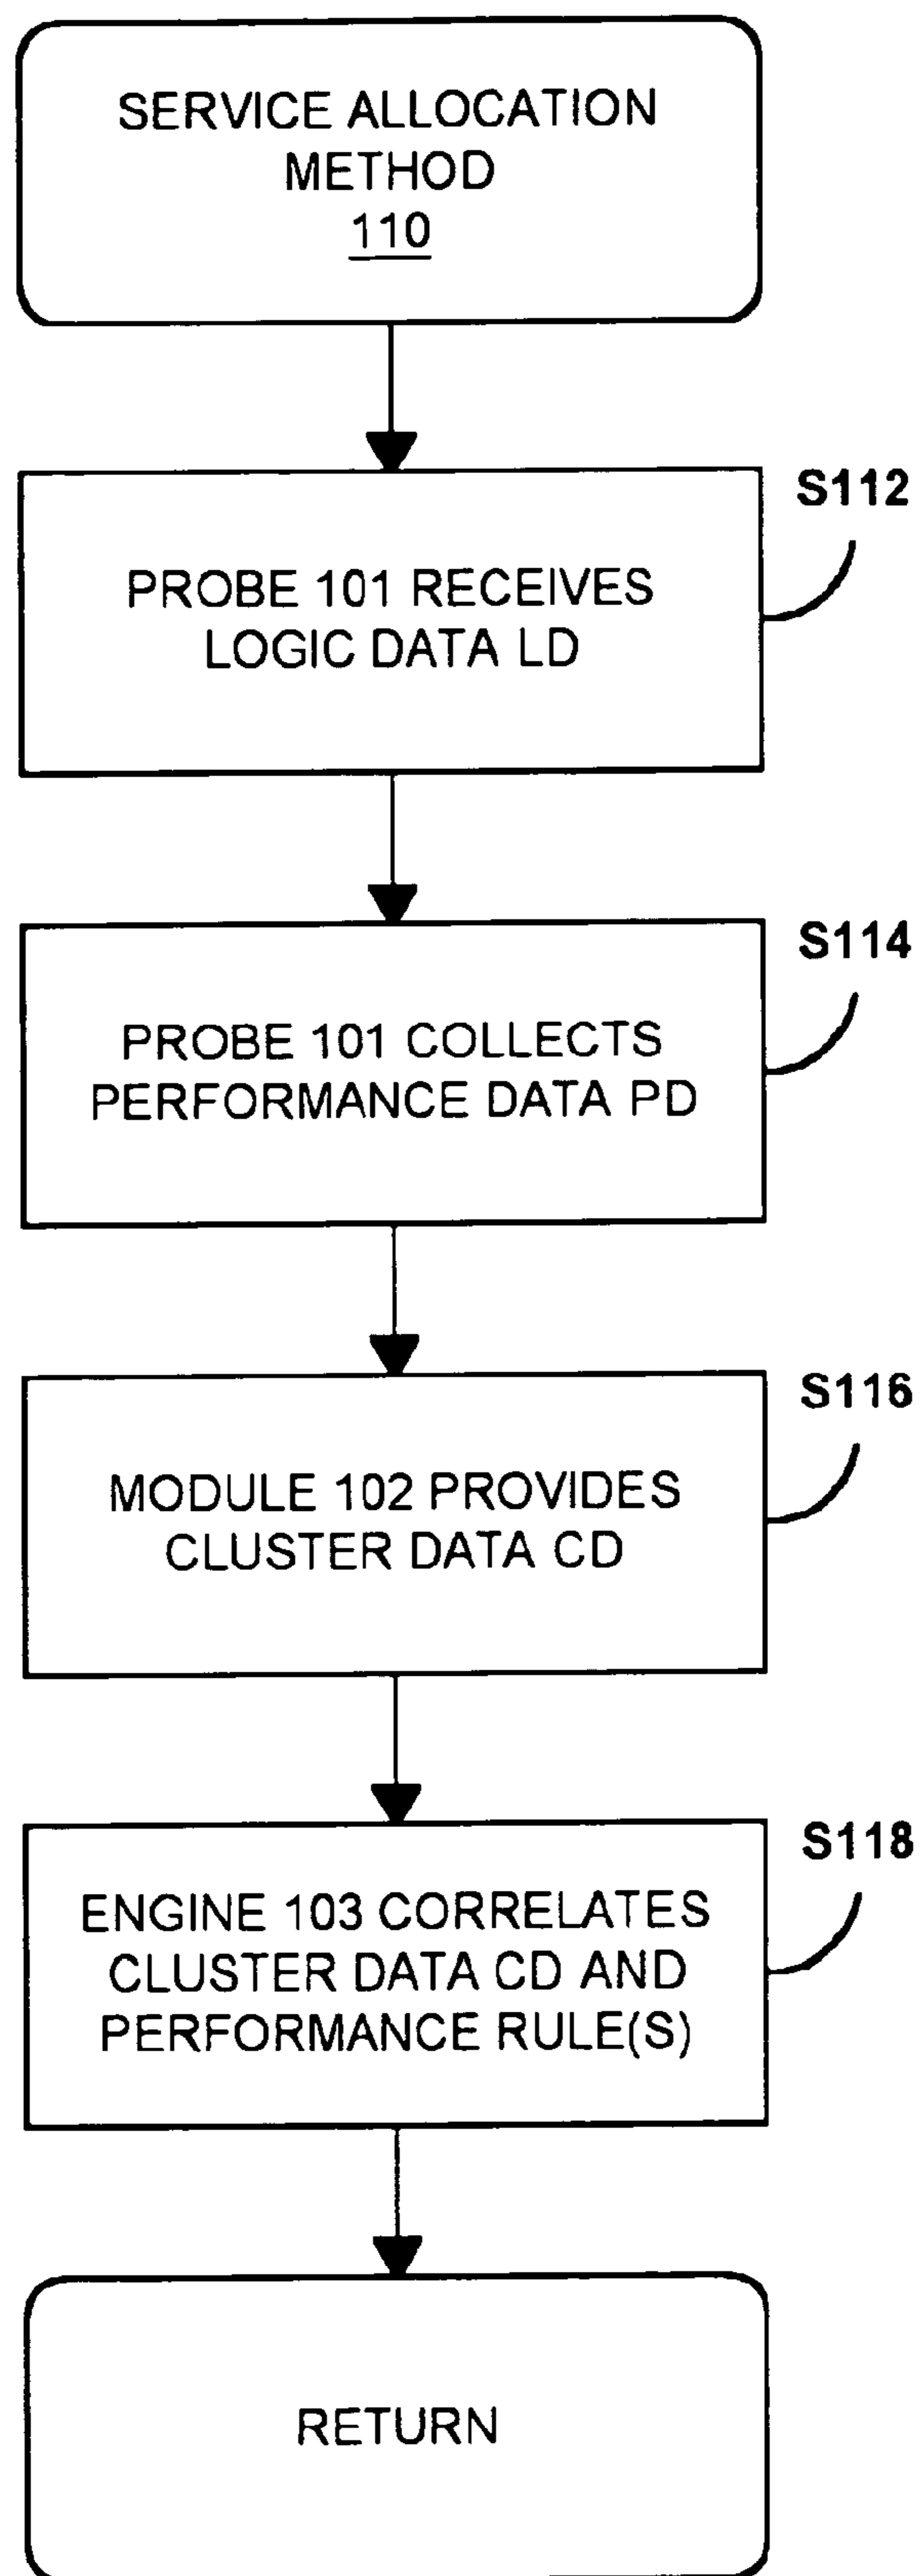 SERVICE ALLOCATION
METHOD
110
S112
PROBE 101 RECEIVES
LOGIC DATA LD
S114
PROBE 101 COLLECTS
PERFORMANCE DATA PD
S116
MODULE 102 PROVIDES
CLUSTER DATA CD
S118
ENGINE 103 CORRELATES
CLUSTER DATA CD AND
PERFORMANCE RULE(S)
RETURN